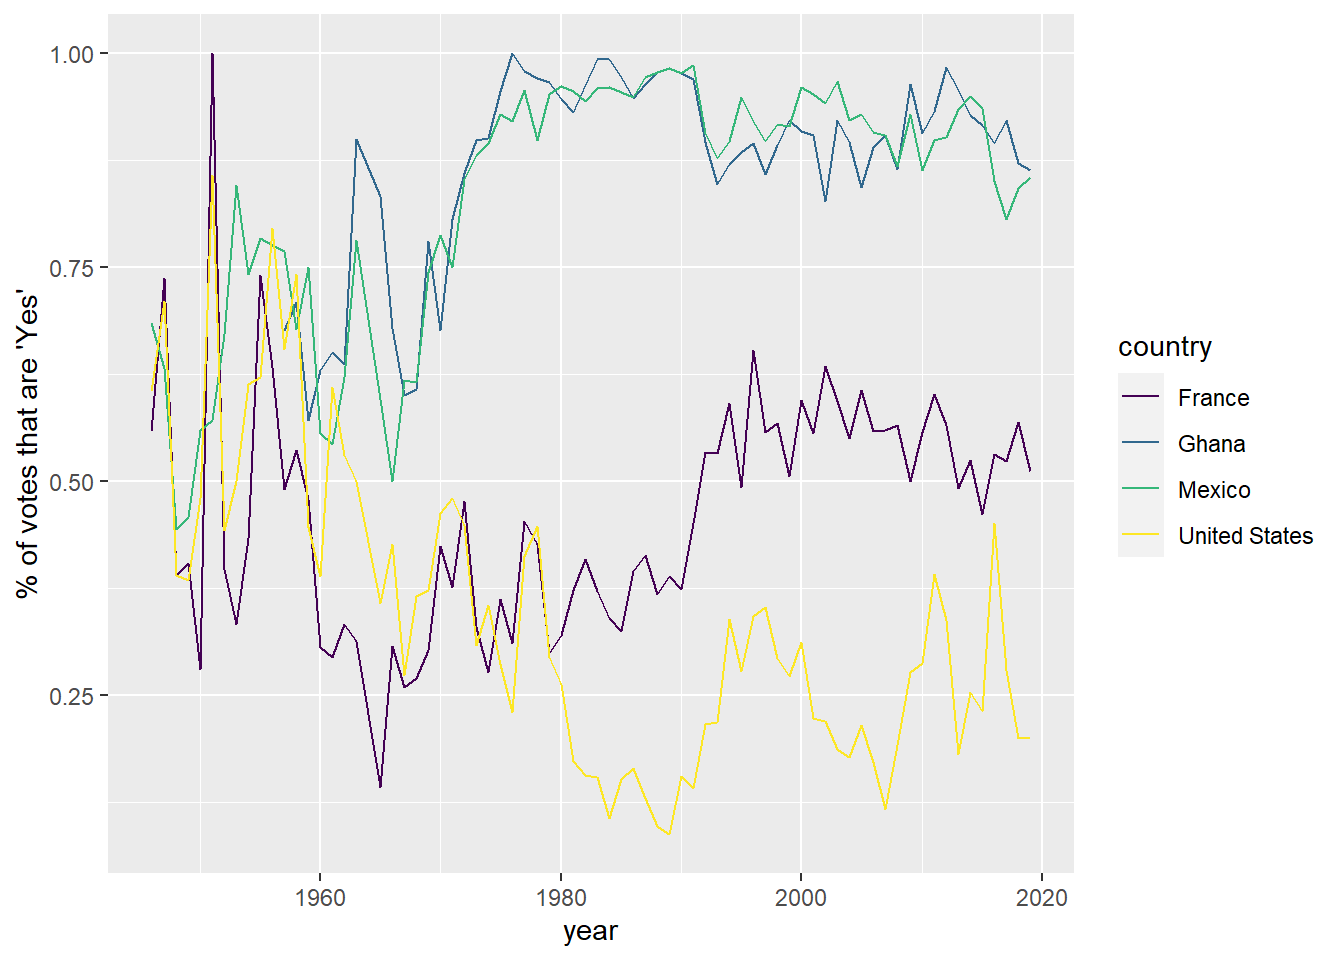 1.00
0.75
0.50
0.25
% of votes that are 'Yes'
1960 1980 2000 2020
year
country
France
Ghana
Mexico
United States